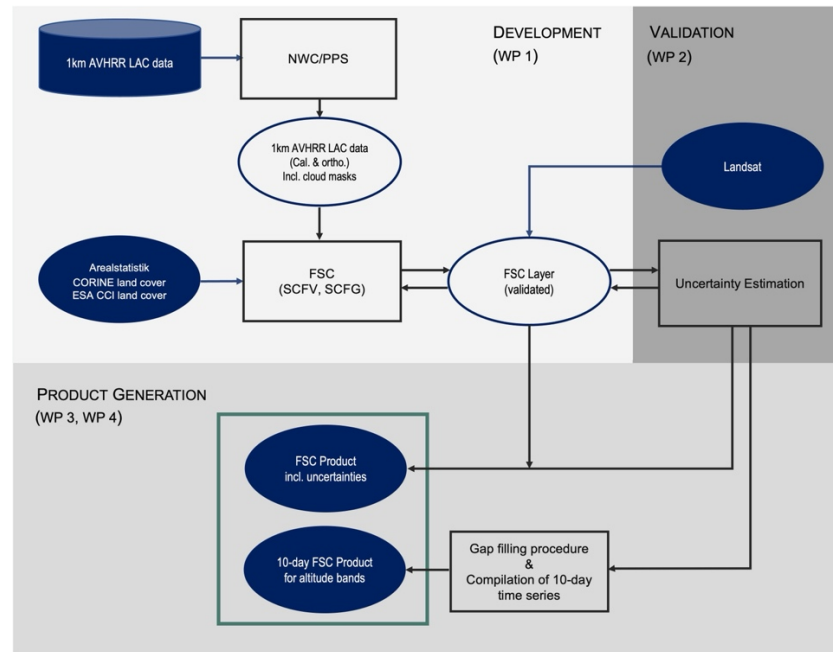 DEVELOPMENT
(WP 1)
VALIDATION
(WP 2)
1km AVHRR LAC data
NWC/PPS
1km AVHRR LAC data
(Cal. & ortho.)
Incl. cloud masks
Landsat
Arealstatistik
CORINE land cover
ESA CCI land cover
FSC
(SCFV, SCFG)
FSC Layer
(validated)
Uncertainty Estimation
PRODUCT GENERATION
(WP 3, WP 4)
FSC Product
incl. uncertainties
10-day FSC Product
for altitude bands
Gap filling procedure
&
Compilation of 10-day
time series